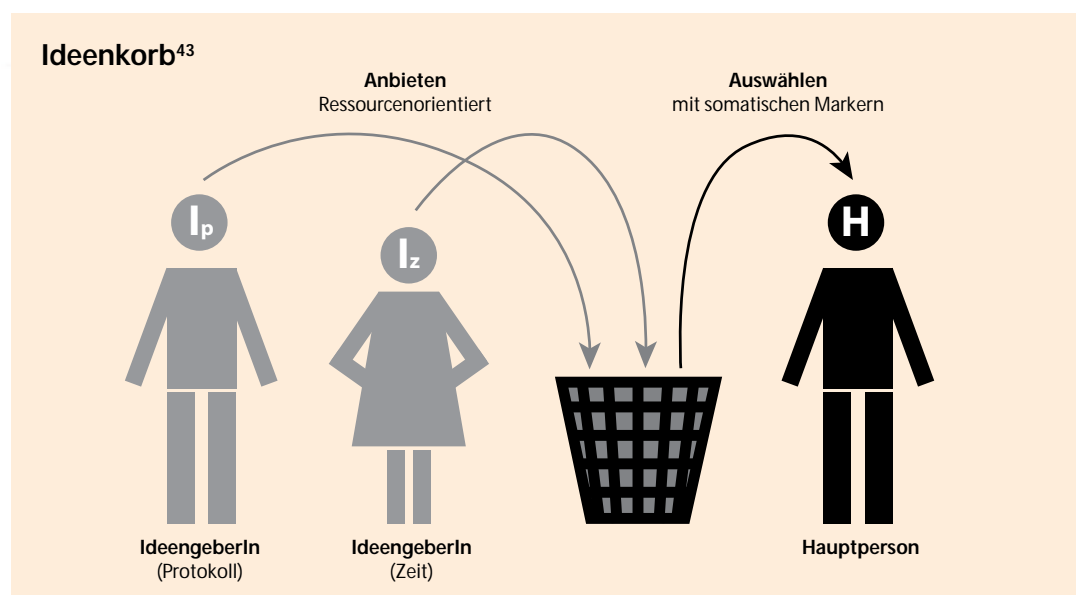 Ideenkorb⁴³
Anbieten
Ressourcenorientiert
Auswählen
mit somatischen Markern
Ip
Iz
H
IdeengeberIn
(Protokoll)
IdeengeberIn
(Zeit)
Hauptperson